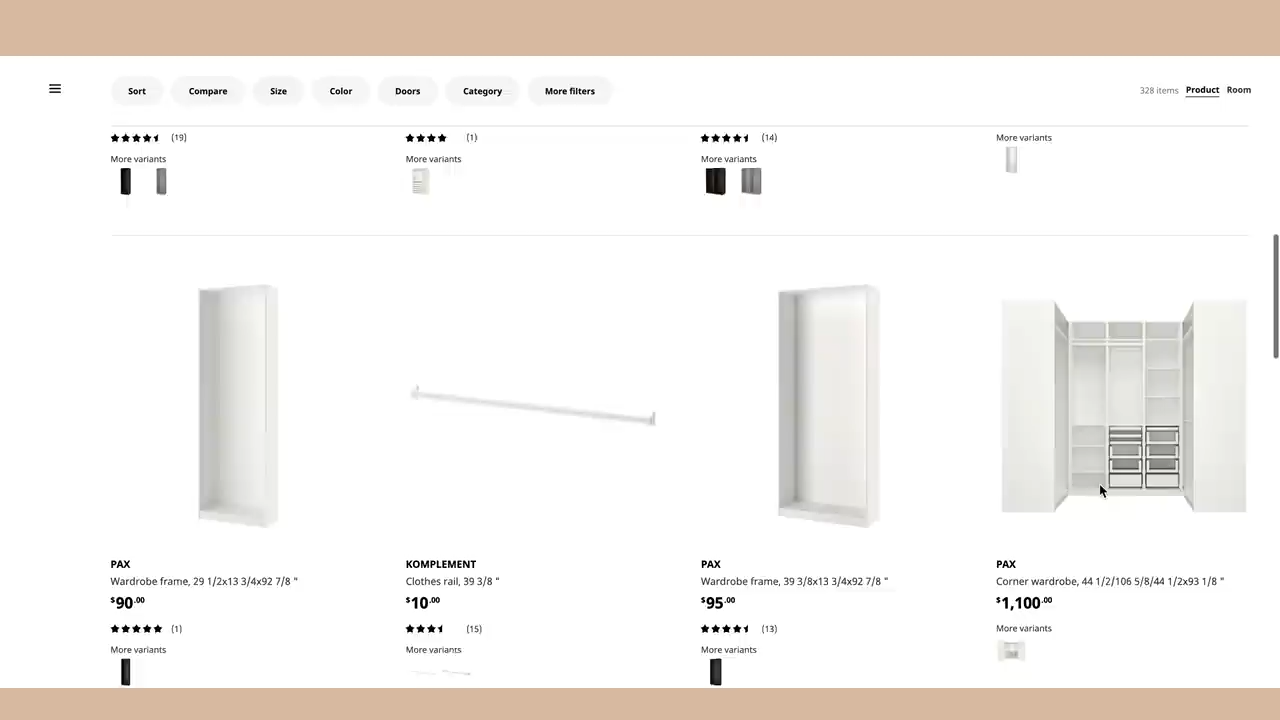 Sort
Compare
Size
Color
Doors
Category
More filters
328 items
Product
Room
(19)
(1)
(14)
More variants
More variants
More variants
More variants
PAX
Wardrobe frame, 29 1/2x13 3/4x92 7/8 "
$90.00
(1)
More variants
KOMPLEMENT
Clothes rail, 39 3/8 "
$10.00
(15)
More variants
PAX
Wardrobe frame, 39 3/8x13 3/4x92 7/8 "
$95.00
(13)
More variants
PAX
Corner wardrobe, 44 1/2/106 5/8/44 1/2x93 1/8 "
$1,100.00
More variants